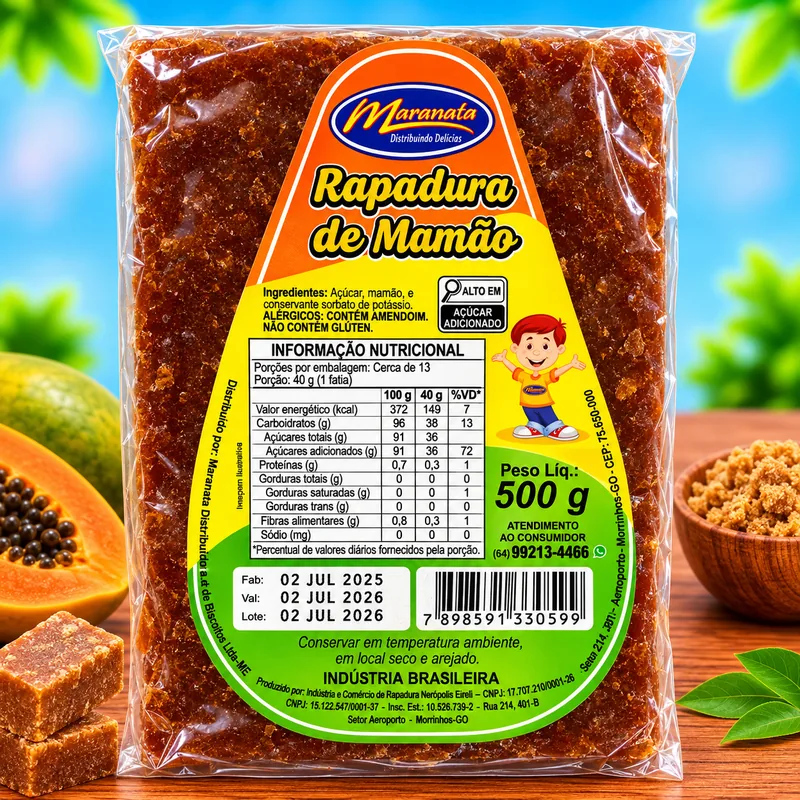 Maranata
Distribuindo Delícias
Rapadura
de Mamão
Ingredientes: Açúcar, mamão, e
conservante sorbato de potássio.
ALÉRGICOS: CONTÉM AMENDOIM.
NÃO CONTÉM GLÚTEN.
ALTO EM
AÇÚCAR
ADICIONADO
INFORMAÇÃO NUTRICIONAL
Porções por embalagem: Cerca de 13
Porção: 40 g (1 fatia)
100 g 40 g %VD*
Valor energético (kcal) 372 149 7
Carboidratos (g) 96 38 13
Açúcares totais (g) 91 36
Açúcares adicionados (g) 91 36 72
Proteínas (g) 0,7 0,3 1
Gorduras totais (g) 0 0 0
Gorduras saturadas (g) 0 0 1
Gorduras trans (g) 0 0 0
Fibras alimentares (g) 0,8 0,3 1
Sódio (mg) 0 0 0
*Percentual de valores diários fornecidos pela porção.
Maranata
Peso Líq.:
500 g
ATENDIMENTO
AO CONSUMIDOR
(64) 99213-4466
Fab: 02 JUL 2025
Val: 02 JUL 2026
Lote: 02 JUL 2026
7 898591 330599
Conservar em temperatura ambiente,
em local seco e arejado.
INDÚSTRIA BRASILEIRA
Produzido por: Indústria e Comércio de Rapadura Nerópolis Eireli – CNPJ: 17.707.210/0001-26
CNPJ: 15.122.547/0001-37 - Insc. Est.: 10.526.739-2 - Rua 214, 401-B
Setor Aeroporto - Morrinhos-GO
Distribuído por: Maranata de Biscoitos Ltda-ME
Setor 214, Aeroporto - Morrinhos-GO - CEP: 75.650-000